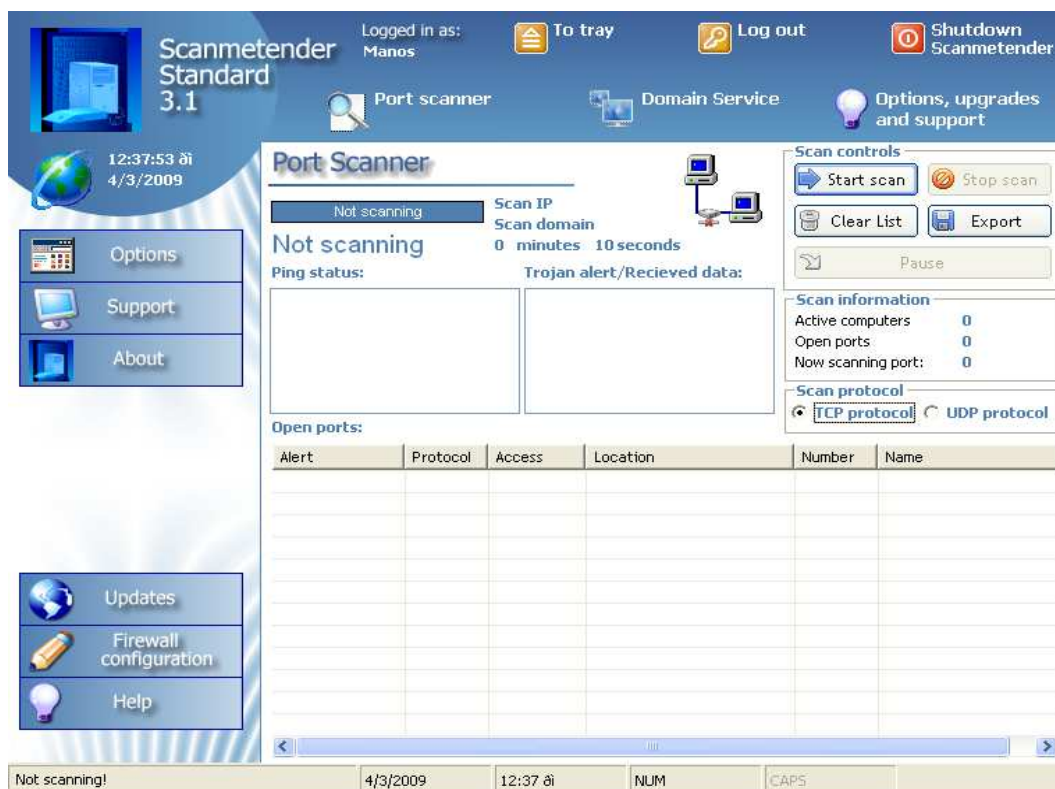 Scanmetender
Standard
3.1
Logged in as:
Manos
To tray
Log out
Shutdown
Scanmetender
Port scanner
Domain Service
Options, upgrades
and support
12:37:53 ðì
4/3/2009
Options
Support
About
Updates
Firewall
configuration
Help
Port Scanner
Not scanning
Scan IP
Scan domain
Not scanning
0 minutes 10 seconds
Ping status:
Trojan alert/Recieved data:
Scan controls
Start scan
Stop scan
Clear List
Export
Pause
Scan information
Active computers 0
Open ports 0
Now scanning port: 0
Scan protocol
TCP protocol
UDP protocol
Open ports:
Alert Protocol Access Location Number Name
Not scanning! 4/3/2009 12:37 ðì NUM CAPS